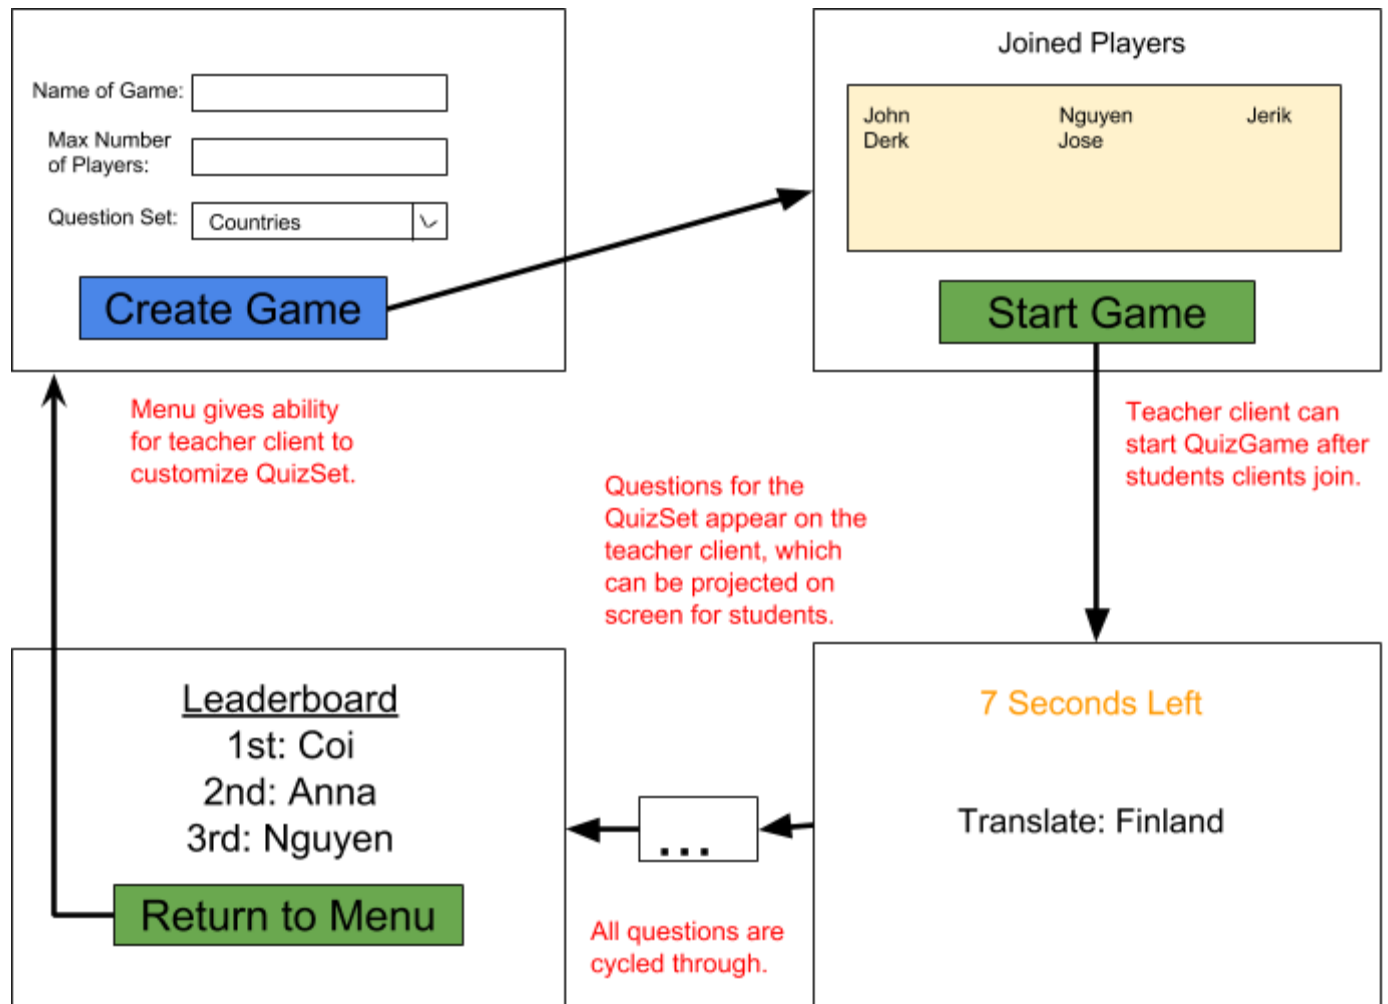 Name of Game:
Max Number
of Players:
Question Set:
Countries
Create Game
Joined Players
John Nguyen Jerik
Derk Jose
Start Game
Menu gives ability
for teacher client to
customize QuizSet.
Teacher client can
start QuizGame after
students clients join.
Questions for the
QuizSet appear on the
teacher client, which
can be projected on
screen for students.
Leaderboard
1st: Coi
2nd: Anna
3rd: Nguyen
Return to Menu
...
All questions are
cycled through.
7 Seconds Left
Translate: Finland